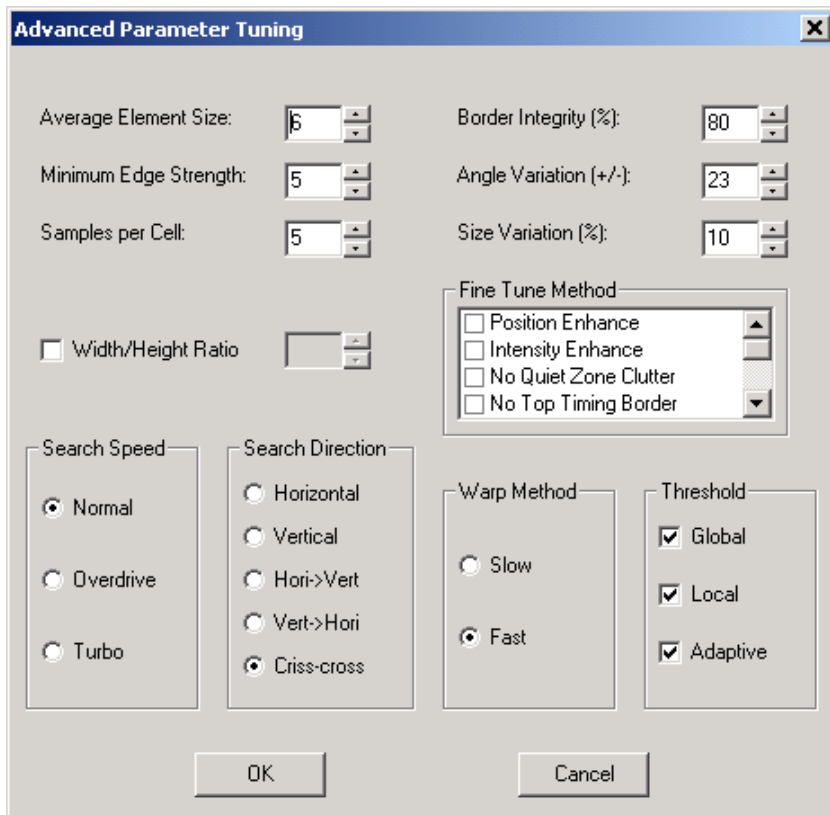 Advanced Parameter Tuning
Average Element Size: 6
Border Integrity (%): 80
Minimum Edge Strength: 5
Angle Variation (+/-): 23
Samples per Cell: 5
Size Variation (%): 10
Fine Tune Method
Position Enhance
Intensity Enhance
No Quiet Zone Clutter
No Top Timing Border
Width/Height Ratio
Search Speed
Normal
Overdrive
Turbo
Search Direction
Horizontal
Vertical
Hori->Vert
Vert->Hori
Criss-cross
Warp Method
Slow
Fast
Threshold
Global
Local
Adaptive
OK
Cancel